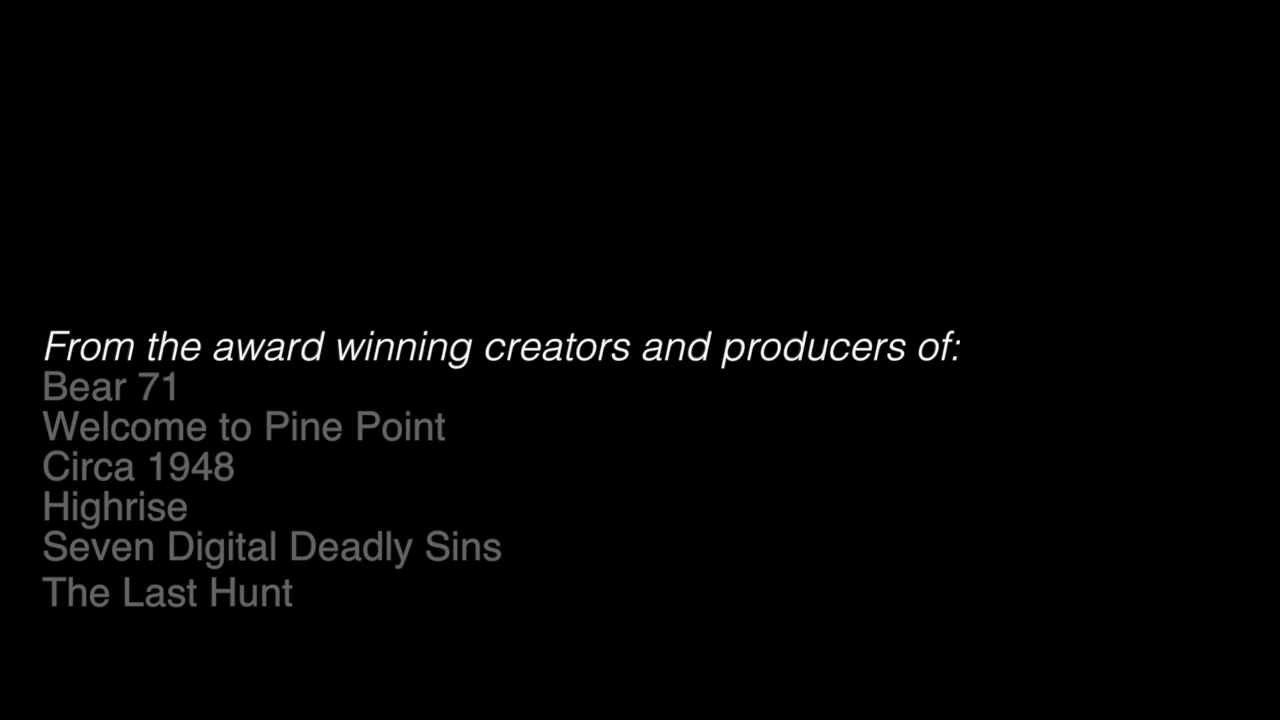 From the award winning creators and producers of:
Bear 71
Welcome to Pine Point
Circa 1948
Highrise
Seven Digital Deadly Sins
The Last Hunt